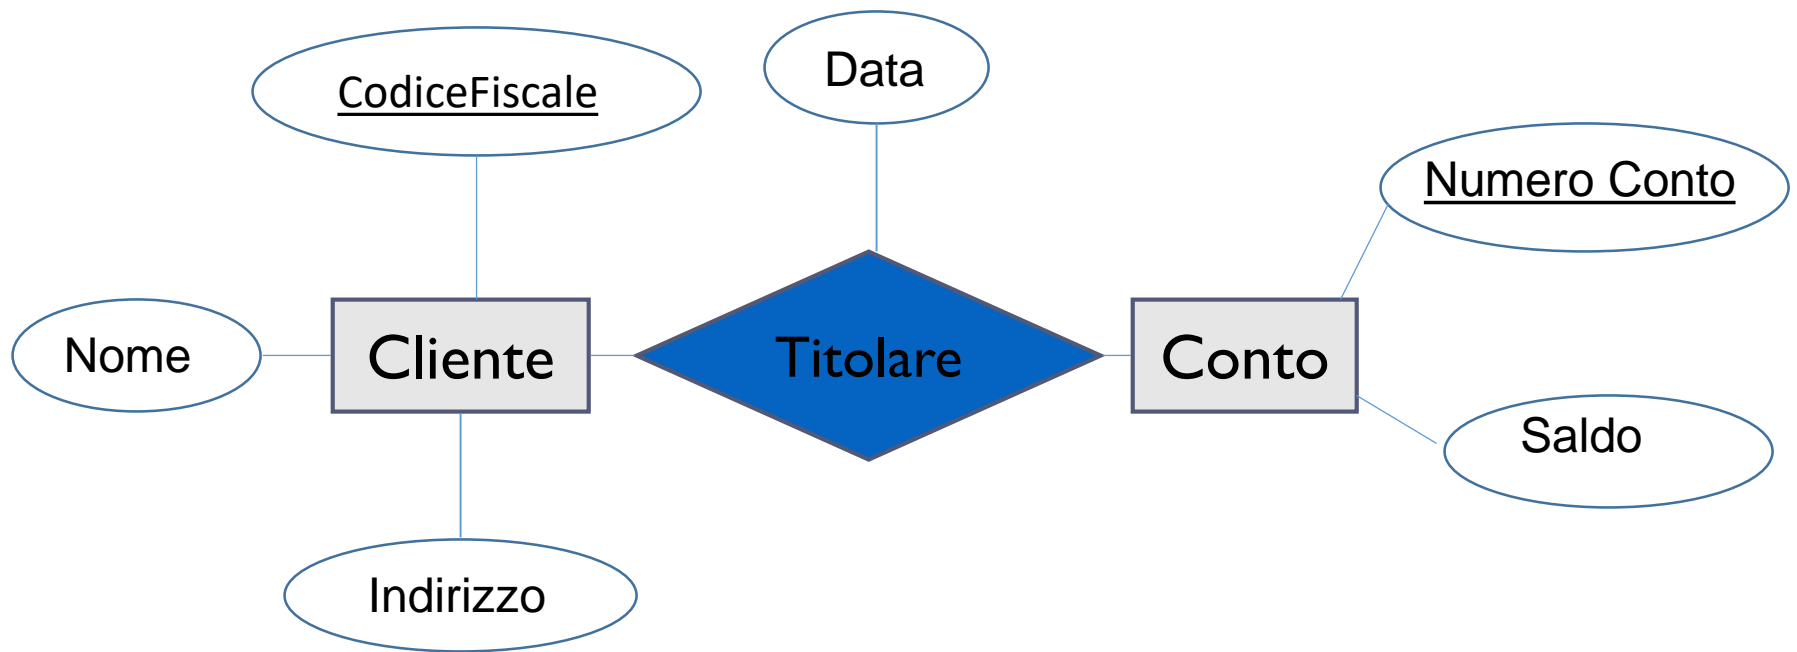 Data
CodiceFiscale
Numero Conto
Nome
Cliente
Titolare
Conto
Saldo
Indirizzo